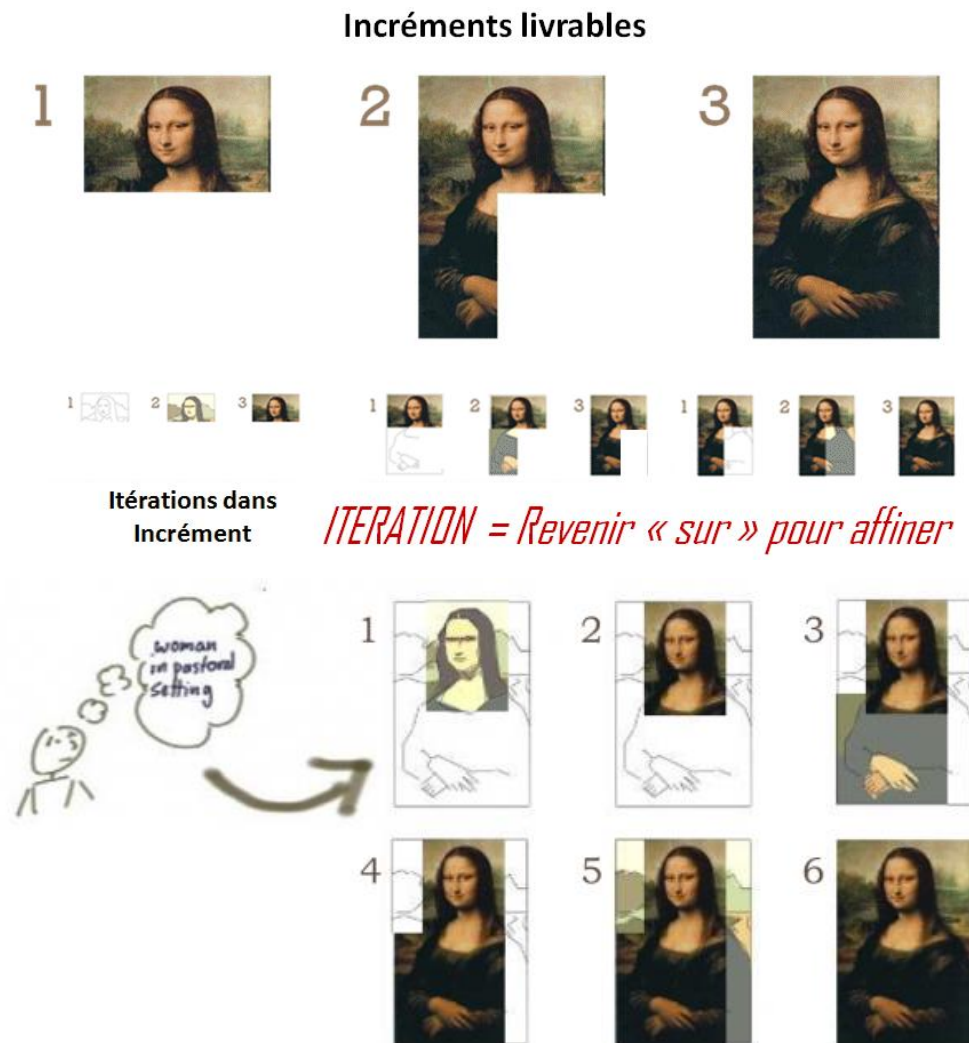 Incréments livrables
1
2
3
1
2
3
1
2
3
1
2
3
Itérations dans
Incrément
ITERATION = Revenir « sur » pour affiner
woman
in pastoral
setting
1
2
3
4
5
6